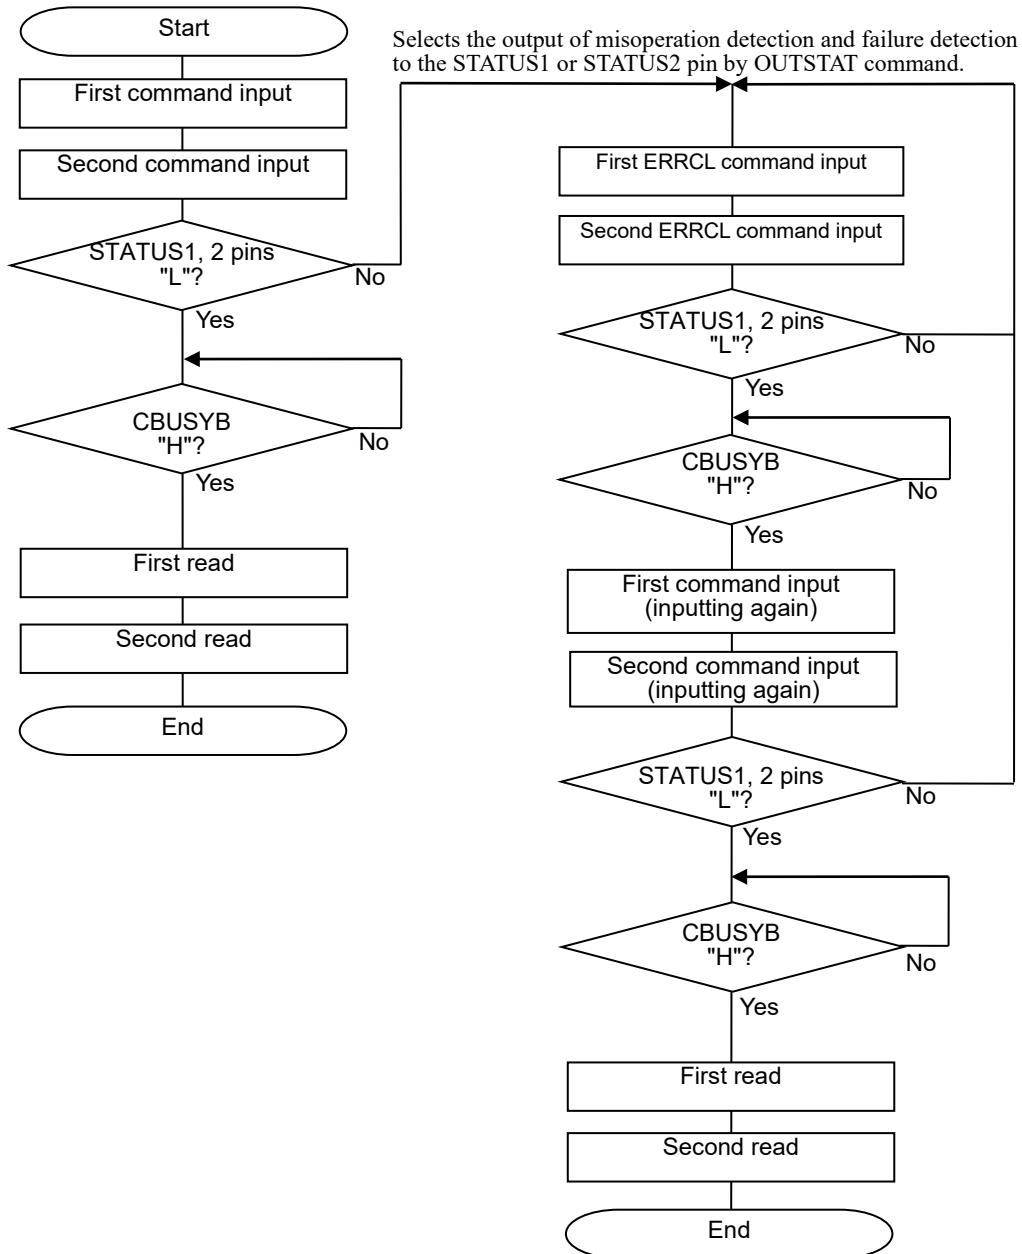 Start
First command input
Second command input
STATUS1, 2 pins
"L"?
No
Yes
CBUSYB
"H"?
No
Yes
First read
Second read
End
Selects the output of misoperation detection and failure detection
to the STATUS1 or STATUS2 pin by OUTSTAT command.
First ERRCL command input
Second ERRCL command input
STATUS1, 2 pins
"L"?
No
Yes
CBUSYB
"H"?
No
Yes
First command input
(inputting again)
Second command input
(inputting again)
STATUS1, 2 pins
"L"?
No
Yes
CBUSYB
"H"?
No
Yes
First read
Second read
End